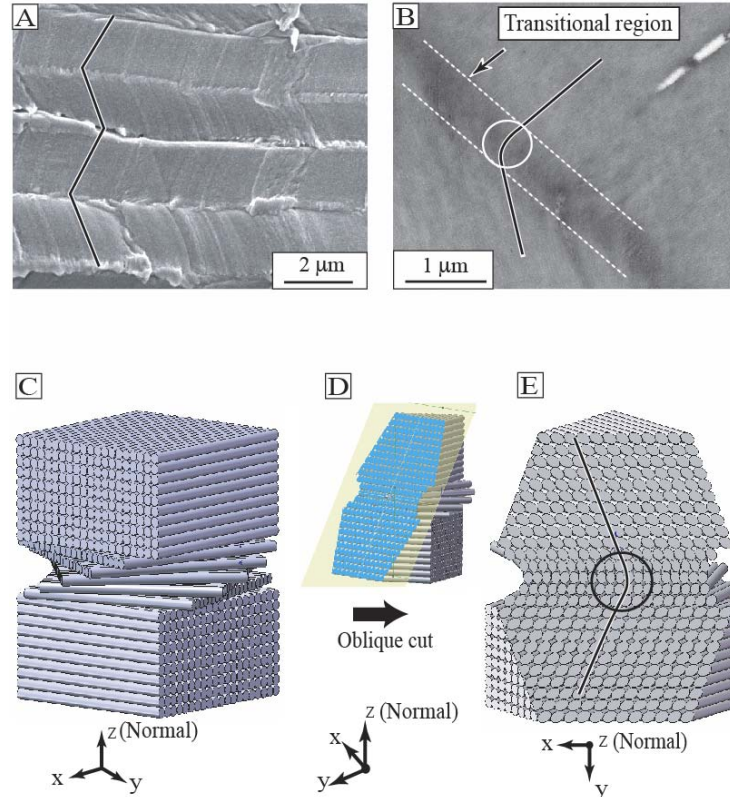 A
B
Transitional region
2 μm
1 μm
C
D
E
Oblique cut
z (Normal)
x
y
z (Normal)
x
y
z (Normal)
x
y